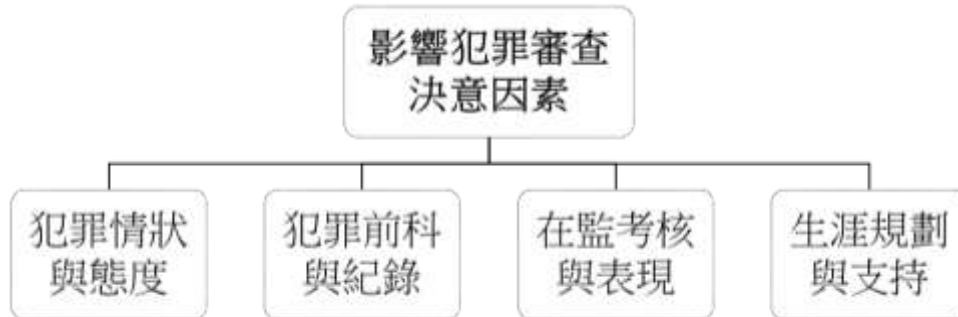 影響犯罪審查
決意因素
犯罪情狀
與態度
犯罪前科
與紀錄
在監考核
與表現
生涯規劃
與支持